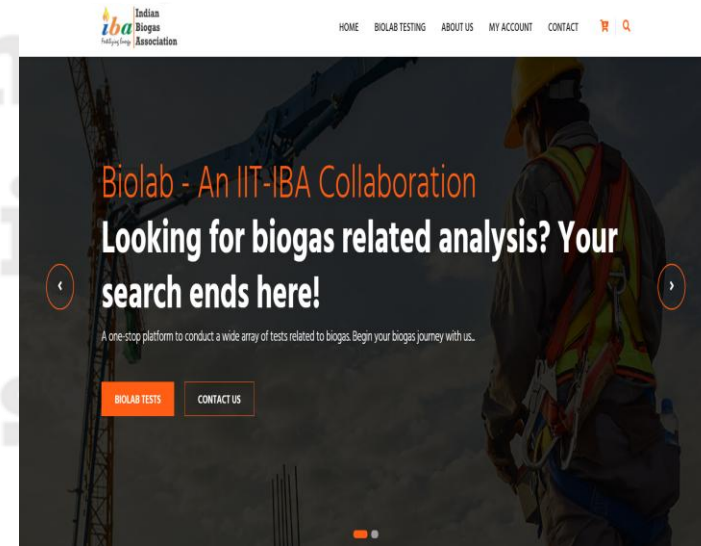 iba
Indian
Biogas
Association
HOME BIOLAB TESTING ABOUT US MY ACCOUNT CONTACT
Biolab - An IIT-IBA Collaboration
Looking for biogas related analysis? Your
search ends here!
A one-stop platform to conduct a wide array of tests related to biogas. Begin your biogas journey with us..
BIOLAB TESTS CONTACT US